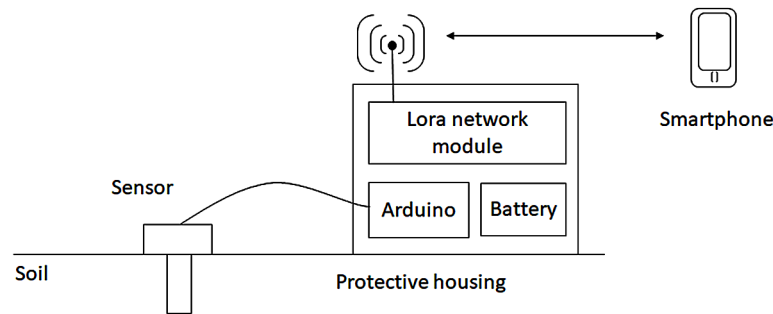 Lora network
module
Smartphone
Sensor
Arduino
Battery
Soil
Protective housing